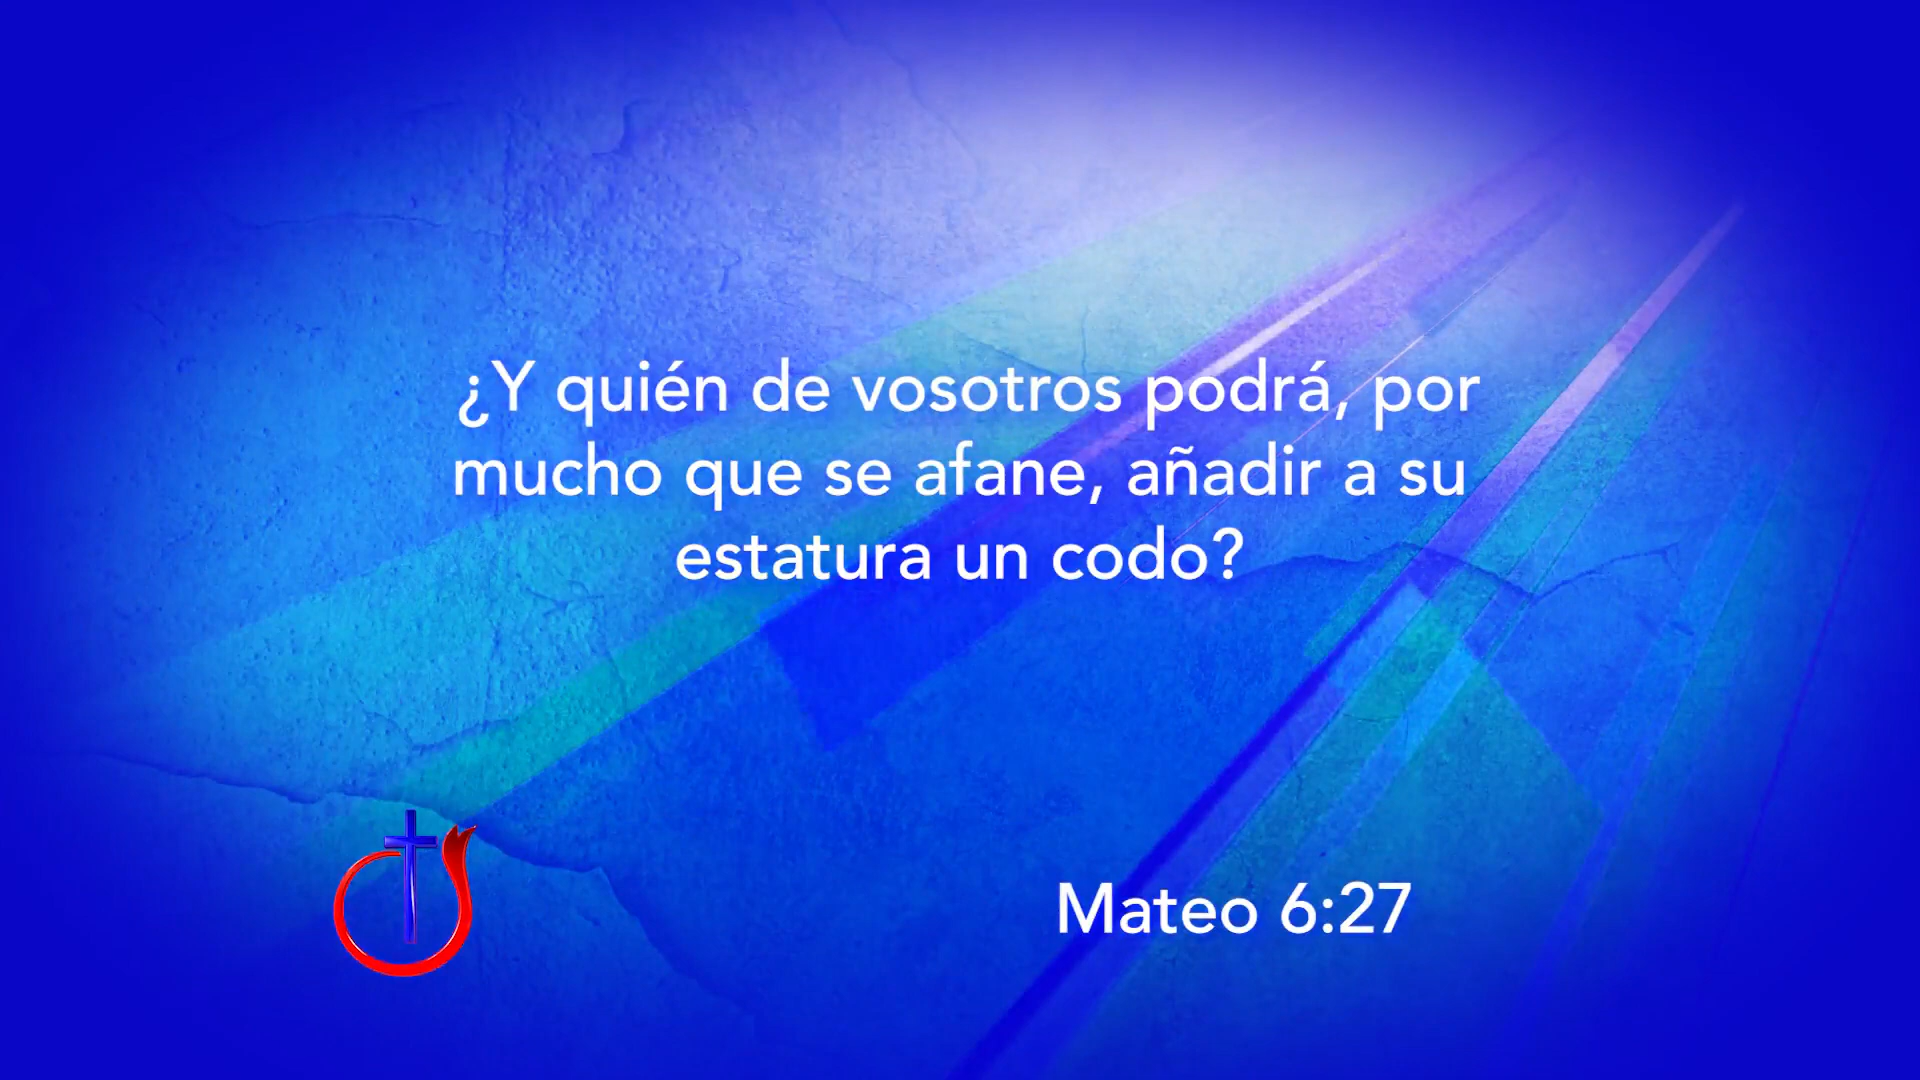 ¿Y quién de vosotros podrá, por
mucho que se afane, añadir a su
estatura un codo?
Mateo 6:27